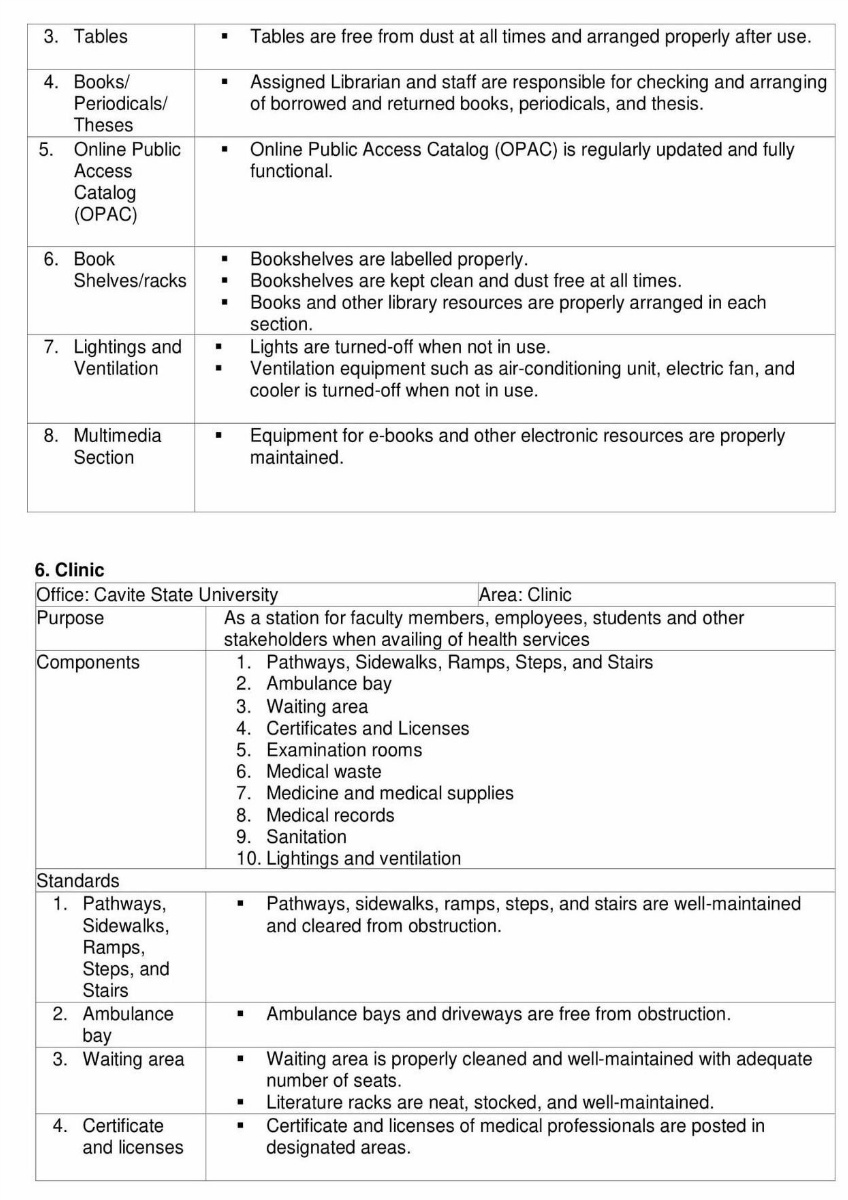 3. Tables
▪ Tables are free from dust at all times and arranged properly after use.
4. Books/
Periodicals/
Theses
▪ Assigned Librarian and staff are responsible for checking and arranging
of borrowed and returned books, periodicals, and thesis.
5. Online Public
Access
Catalog
(OPAC)
▪ Online Public Access Catalog (OPAC) is regularly updated and fully
functional.
6. Book
Shelves/racks
▪ Bookshelves are labelled properly.
▪ Bookshelves are kept clean and dust free at all times.
▪ Books and other library resources are properly arranged in each
section.
7. Lightings and
Ventilation
▪ Lights are turned-off when not in use.
▪ Ventilation equipment such as air-conditioning unit, electric fan, and
cooler is turned-off when not in use.
8. Multimedia
Section
▪ Equipment for e-books and other electronic resources are properly
maintained.
6. Clinic
Office: Cavite State University Area: Clinic
Purpose
As a station for faculty members, employees, students and other
stakeholders when availing of health services
Components
1. Pathways, Sidewalks, Ramps, Steps, and Stairs
2. Ambulance bay
3. Waiting area
4. Certificates and Licenses
5. Examination rooms
6. Medical waste
7. Medicine and medical supplies
8. Medical records
9. Sanitation
10. Lightings and ventilation
Standards
1. Pathways,
Sidewalks,
Ramps,
Steps, and
Stairs
▪ Pathways, sidewalks, ramps, steps, and stairs are well-maintained
and cleared from obstruction.
2. Ambulance
bay
▪ Ambulance bays and driveways are free from obstruction.
3. Waiting area
▪ Waiting area is properly cleaned and well-maintained with adequate
number of seats.
▪ Literature racks are neat, stocked, and well-maintained.
4. Certificate
and licenses
▪ Certificate and licenses of medical professionals are posted in
designated areas.